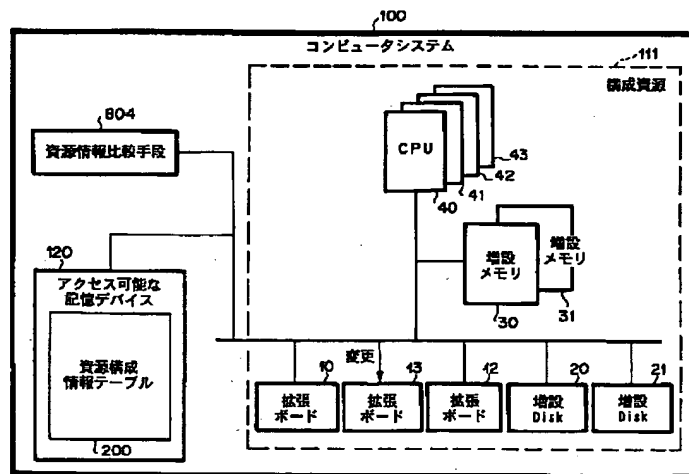 100
コンピュータシステム
111
構成資源
804
資源情報比較手段
CPU
43
42
41
40
増設
メモリ
増設
メモリ
31
30
120
アクセス可能な
記憶デバイス
資源構成
情報テーブル
200
変更
10
拡張
ボード
13
拡張
ボード
12
拡張
ボード
20
増設
Disk
21
増設
Disk